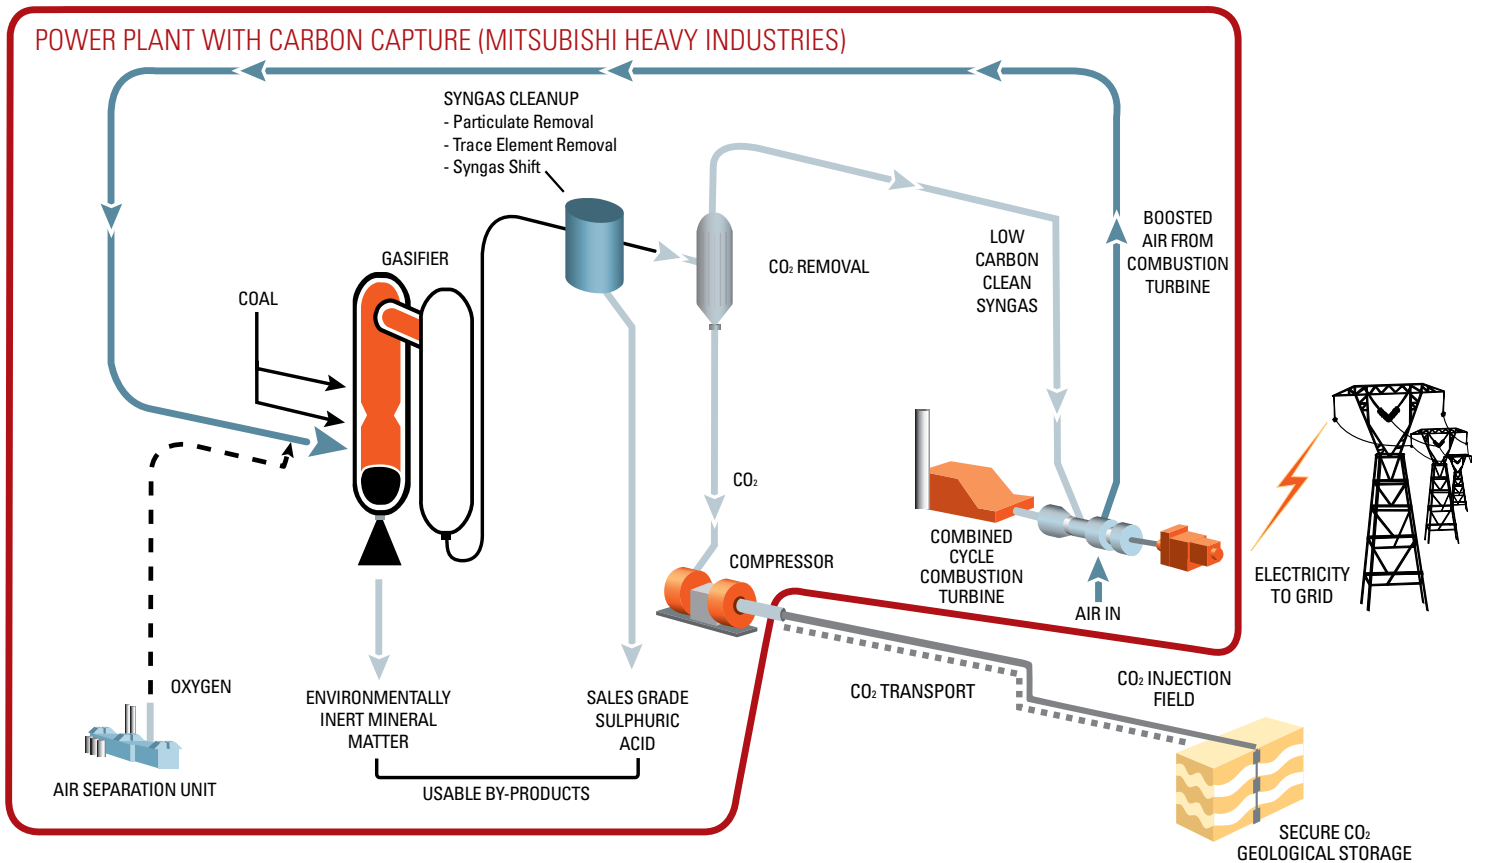 POWER PLANT WITH CARBON CAPTURE (MITSUBISHI HEAVY INDUSTRIES)
SYNGAS CLEANUP
- Particulate Removal
- Trace Element Removal
- Syngas Shift
GASIFIER
COAL
CO₂ REMOVAL
LOW
CARBON
CLEAN
SYNGAS
BOOSTED
AIR FROM
COMBUSTION
TURBINE
CO₂
COMPRESSOR
COMBINED
CYCLE
COMBUSTION
TURBINE
AIR IN
ELECTRICITY
TO GRID
OXYGEN
AIR SEPARATION UNIT
ENVIRONMENTALLY
INERT MINERAL
MATTER
SALES GRADE
SULPHURIC
ACID
USABLE BY-PRODUCTS
CO₂ TRANSPORT
CO₂ INJECTION
FIELD
SECURE CO₂
GEOLOGICAL STORAGE